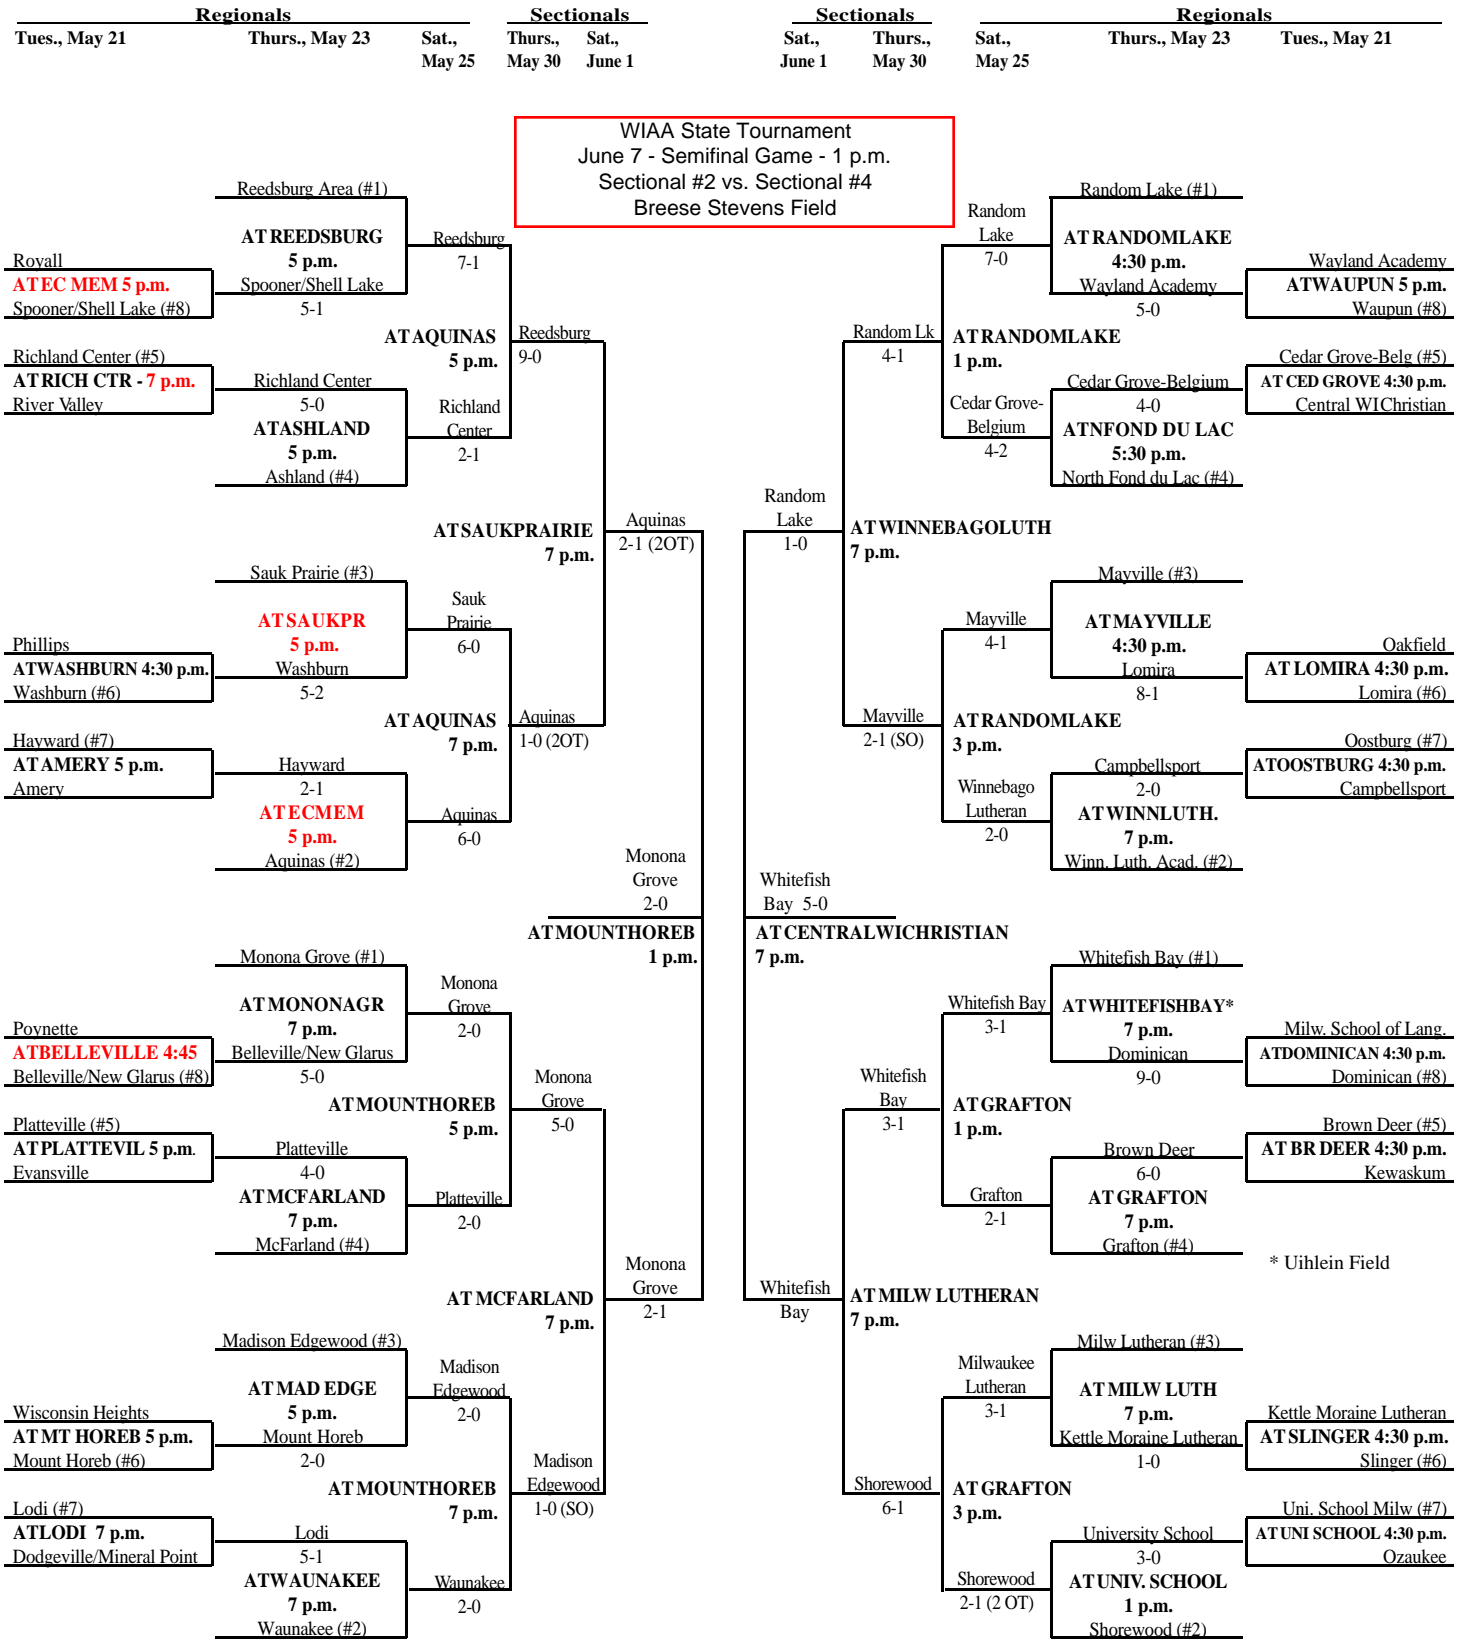 Regionals
Sectionals
Sectionals
Regionals
Tues., May 21
Thurs., May 23
Sat.,
May 25
Thurs.,
May 30
Sat.,
June 1
Sat.,
June 1
Thurs.,
May 30
Sat.,
May 25
Thurs., May 23
Tues., May 21
WIAA State Tournament
June 7 - Semifinal Game - 1 p.m.
Sectional #2 vs. Sectional #4
Breese Stevens Field
Royall
AT EC MEM 5 p.m.
Spooner/Shell Lake (#8)
Richland Center (#5)
AT RICH CTR - 7 p.m.
River Valley
Phillips
AT WASHBURN 4:30 p.m.
Washburn (#6)
Hayward (#7)
AT AMERY 5 p.m.
Amery
Poynette
AT BELLEVILLE 4:45
Belleville/New Glarus (#8)
Platteville (#5)
AT PLATTEVIL 5 p.m.
Evansville
Wisconsin Heights
AT MT HOREB 5 p.m.
Mount Horeb (#6)
Lodi (#7)
AT LODI 7 p.m.
Dodgeville/Mineral Point
Reedsburg Area (#1)
AT REEDSBURG
5 p.m.
Spooner/Shell Lake
5-1
Richland Center
5-0
AT ASHLAND
5 p.m.
Ashland (#4)
Sauk Prairie (#3)
AT SAUK PR
5 p.m.
Washburn
5-2
Hayward
2-1
AT EC MEM
5 p.m.
Aquinas (#2)
Monona Grove (#1)
AT MONONA GR
7 p.m.
Belleville/New Glarus
5-0
Platteville
4-0
AT MCFARLAND
7 p.m.
McFarland (#4)
Madison Edgewood (#3)
AT MAD EDGE
5 p.m.
Mount Horeb
2-0
Lodi
5-1
AT WAUNAKEE
7 p.m.
Waunakee (#2)
Reedsburg
7-1
AT AQUINAS
5 p.m.
Richland
Center
2-1
Sauk
Prairie
6-0
AT AQUINAS
7 p.m.
Aquinas
6-0
Monona
Grove
2-0
AT MOUNT HOREB
5 p.m.
Platteville
2-0
Madison
Edgewood
2-0
AT MOUNT HOREB
7 p.m.
Waunakee
2-0
Reedsburg
9-0
AT SAUK PRAIRIE
7 p.m.
Aquinas
1-0 (2OT)
Monona
Grove
5-0
AT MCFARLAND
7 p.m.
Madison
Edgewood
1-0 (SO)
Aquinas
2-1 (2OT)
Monona
Grove
2-0
AT MOUNT HOREB
1 p.m.
Monona
Grove
2-1
Random
Lake
1-0
Whitefish
Bay 5-0
AT CENTRAL WI CHRISTIAN
7 p.m.
Whitefish
Bay
Random Lk
4-1
AT WINNEBAGO LUTH
7 p.m.
Mayville
2-1 (SO)
Whitefish
Bay
3-1
AT MILW LUTHERAN
7 p.m.
Shorewood
6-1
Random
Lake
7-0
AT RANDOM LAKE
1 p.m.
Cedar Grove-
Belgium
4-2
Mayville
4-1
AT RANDOM LAKE
3 p.m.
Winnebago
Lutheran
2-0
Whitefish Bay
3-1
AT GRAFTON
1 p.m.
Grafton
2-1
Milwaukee
Lutheran
3-1
AT GRAFTON
3 p.m.
Shorewood
2-1 (2 OT)
Random Lake (#1)
AT RANDOM LAKE
4:30 p.m.
Wayland Academy
5-0
Cedar Grove-Belgium
4-0
AT N FOND DU LAC
5:30 p.m.
North Fond du Lac (#4)
Mayville (#3)
AT MAYVILLE
4:30 p.m.
Lomira
8-1
Campbellsport
2-0
AT WINN LUTH.
7 p.m.
Winn. Luth. Acad. (#2)
Whitefish Bay (#1)
AT WHITEFISH BAY*
7 p.m.
Dominican
9-0
Brown Deer
6-0
AT GRAFTON
7 p.m.
Grafton (#4)
Milw Lutheran (#3)
AT MILW LUTH
7 p.m.
Kettle Moraine Lutheran
1-0
University School
3-0
AT UNIV. SCHOOL
1 p.m.
Shorewood (#2)
Wayland Academy
AT WAUPUN 5 p.m.
Waupun (#8)
Cedar Grove-Belg (#5)
AT CED GROVE 4:30 p.m.
Central WI Christian
Oakfield
AT LOMIRA 4:30 p.m.
Lomira (#6)
Oostburg (#7)
AT OOSTBURG 4:30 p.m.
Campbellsport
Milw. School of Lang.
AT DOMINICAN 4:30 p.m.
Dominican (#8)
Brown Deer (#5)
AT BR DEER 4:30 p.m.
Kewaskum
* Uihlein Field
Kettle Moraine Lutheran
AT SLINGER 4:30 p.m.
Slinger (#6)
Uni. School Milw (#7)
AT UNI SCHOOL 4:30 p.m.
Ozaukee